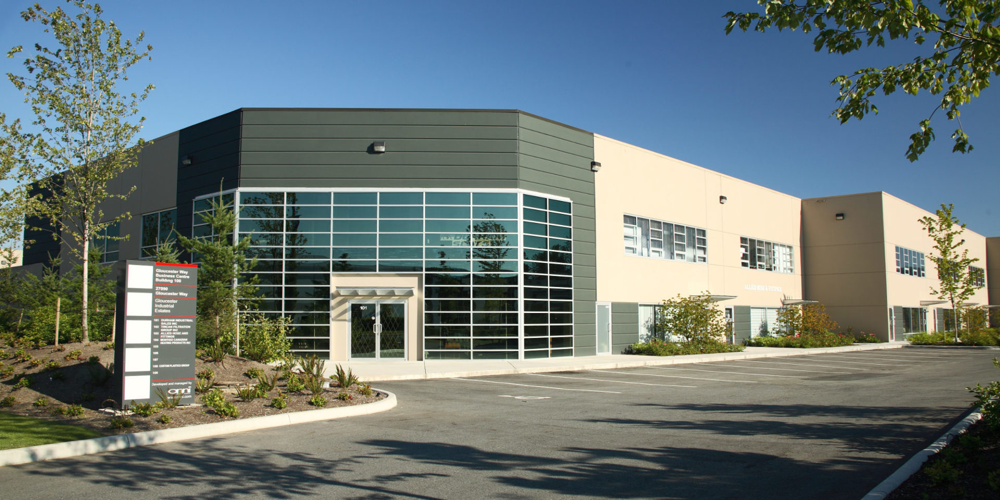 Gloucester Way
Business Centre
Building 100
27090
Gloucester Way
Gloucester
Industrial
Estates
101 DURHAM INDUSTRIAL
SALES INC
102 TRICAN FILTRATION
GROUP INC
103 ALLIED HOSE AND
FITTINGS
104 MONTIGO CANADIAN
HEATING PRODUCTS INC
105
106
107
108 CUSTOM PLASTICS GROUP
109
Developed and managed by
omni
101
ALLIED HOSE & FITTINGS